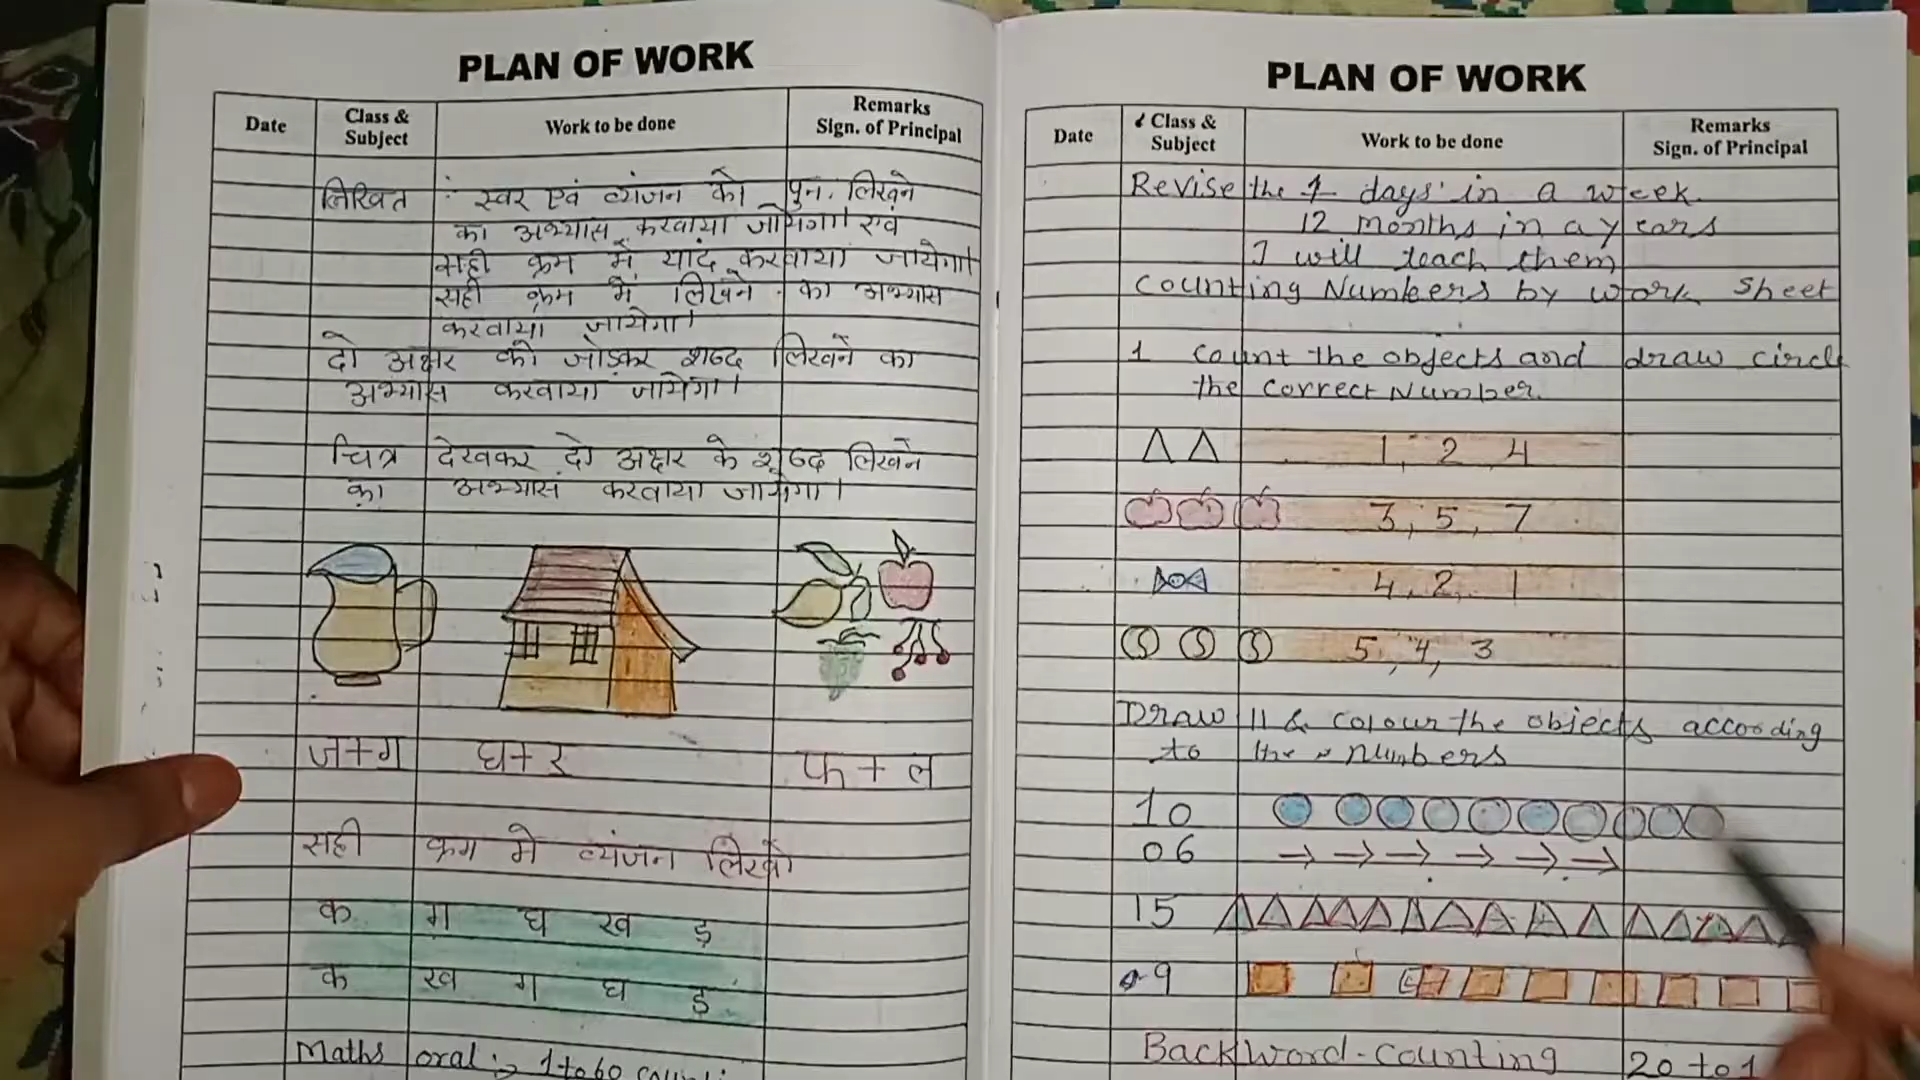 PLAN OF WORK
Date Class & Subject Work to be done Remarks Sign. of Principal
लिखित : स्वर एवं व्यंजन को पुन. लिखने
का अभ्यास करवाया जायेगा। एवं
सही क्रम में याद करवाया जायेगा।
सही क्रम में लिखने का अभ्यास
करवाया जायेगा।
दो अक्षर को जोड़कर शब्द लिखने का
अभ्यास करवाया जायेगा।
चित्र देखकर दो अक्षर के शब्द लिखने
का अभ्यास करवाया जायेगा।
ज+ग घ+र फ+ल
सही क्रम मे व्यंजन लिखो
क ग घ ख ड़
क ख ग घ ड़
Maths oral :→ 1 to 60
PLAN OF WORK
Date Class & Subject Work to be done Remarks Sign. of Principal
Revise the 7 days in a week.
12 months in a years
I will teach them
Counting Numbers by work sheet
1 Count the objects and draw circle
the correct Number.
1, 2 4
3, 5, 7
4, 2, 1
5, 4, 3
Draw || & colour the objects according
to the numbers
10
06
15
9
Backword-counting 20 to 1